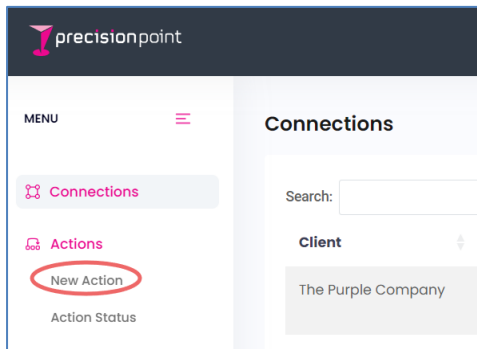 precisionpoint
MENU
Connections
Actions
New Action
Action Status
Connections
Search:
Client
The Purple Company